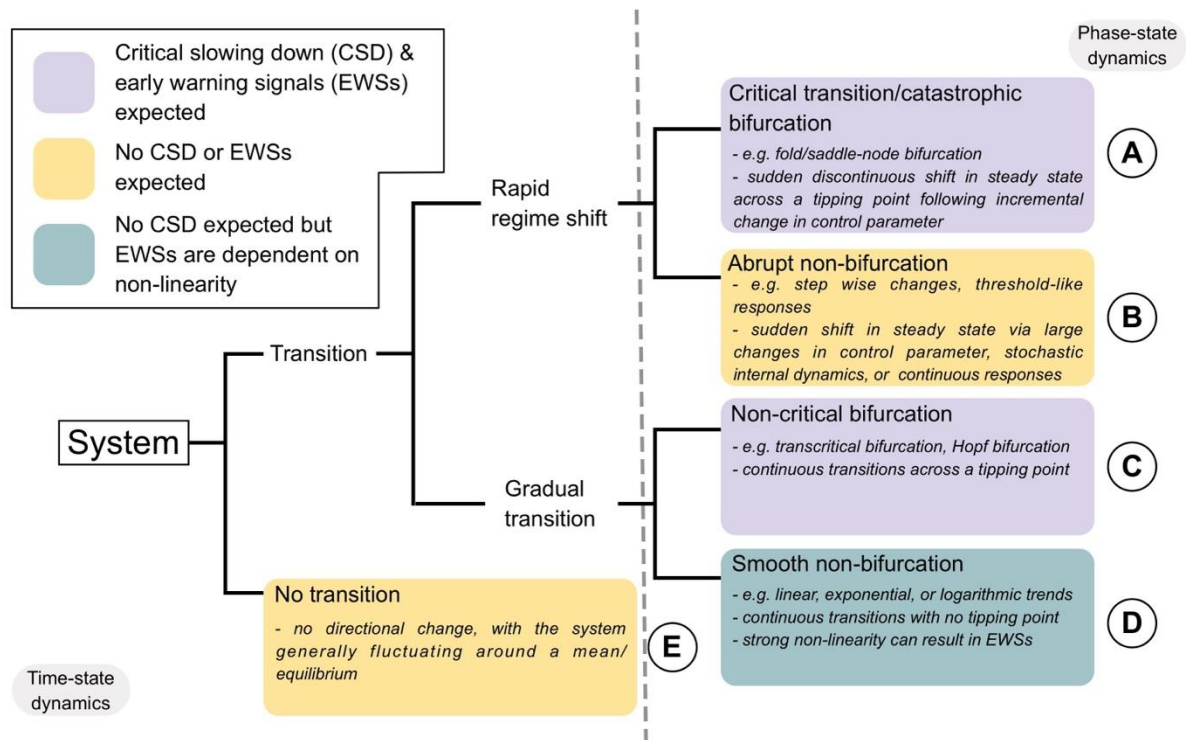 Critical slowing down (CSD) &
early warning signals (EWSs)
expected
No CSD or EWSs
expected
No CSD expected but
EWSs are dependent on
non-linearity
Phase-state
dynamics
Critical transition/catastrophic
bifurcation
- e.g. fold/saddle-node bifurcation
- sudden discontinuous shift in steady state
across a tipping point following incremental
change in control parameter
A
Rapid
regime shift
Abrupt non-bifurcation
- e.g. step wise changes, threshold-like
responses
- sudden shift in steady state via large
changes in control parameter, stochastic
internal dynamics, or continuous responses
B
Transition
System
Non-critical bifurcation
- e.g. transcritical bifurcation, Hopf bifurcation
- continuous transitions across a tipping point
C
Gradual
transition
Smooth non-bifurcation
- e.g. linear, exponential, or logarithmic trends
- continuous transitions with no tipping point
- strong non-linearity can result in EWSs
D
No transition
- no directional change, with the system
generally fluctuating around a mean/
equilibrium
E
Time-state
dynamics